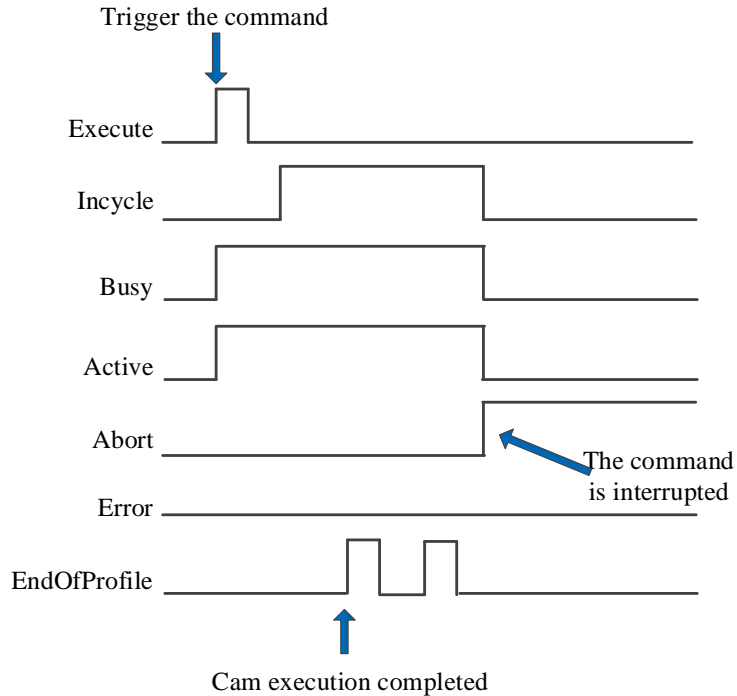 Trigger the command
Execute
Incycle
Busy
Active
Abort
The command
is interrupted
Error
EndOfProfile
Cam execution completed